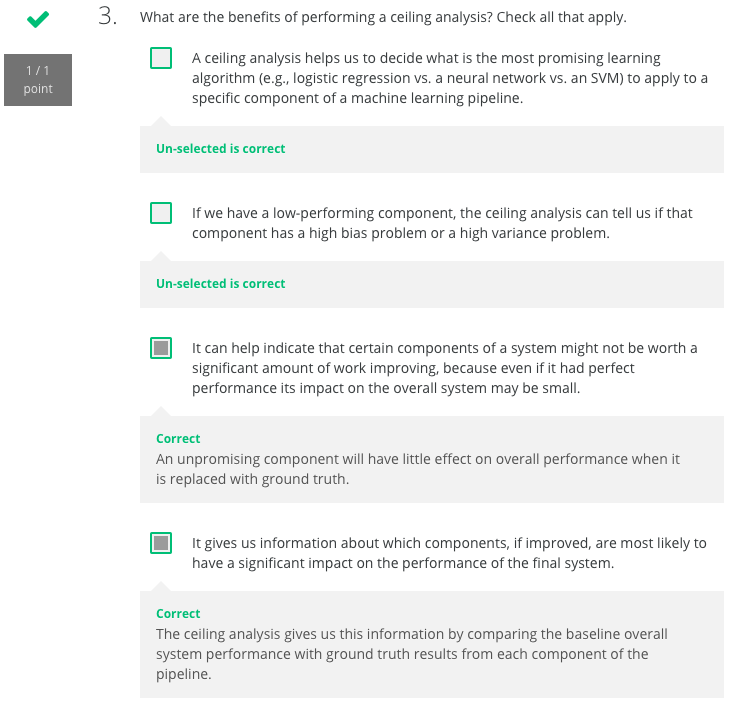 3. What are the benefits of performing a ceiling analysis? Check all that apply.
1 / 1
point
A ceiling analysis helps us to decide what is the most promising learning
algorithm (e.g., logistic regression vs. a neural network vs. an SVM) to apply to a
specific component of a machine learning pipeline.
Un-selected is correct
If we have a low-performing component, the ceiling analysis can tell us if that
component has a high bias problem or a high variance problem.
Un-selected is correct
It can help indicate that certain components of a system might not be worth a
significant amount of work improving, because even if it had perfect
performance its impact on the overall system may be small.
Correct
An unpromising component will have little effect on overall performance when it
is replaced with ground truth.
It gives us information about which components, if improved, are most likely to
have a significant impact on the performance of the final system.
Correct
The ceiling analysis gives us this information by comparing the baseline overall
system performance with ground truth results from each component of the
pipeline.